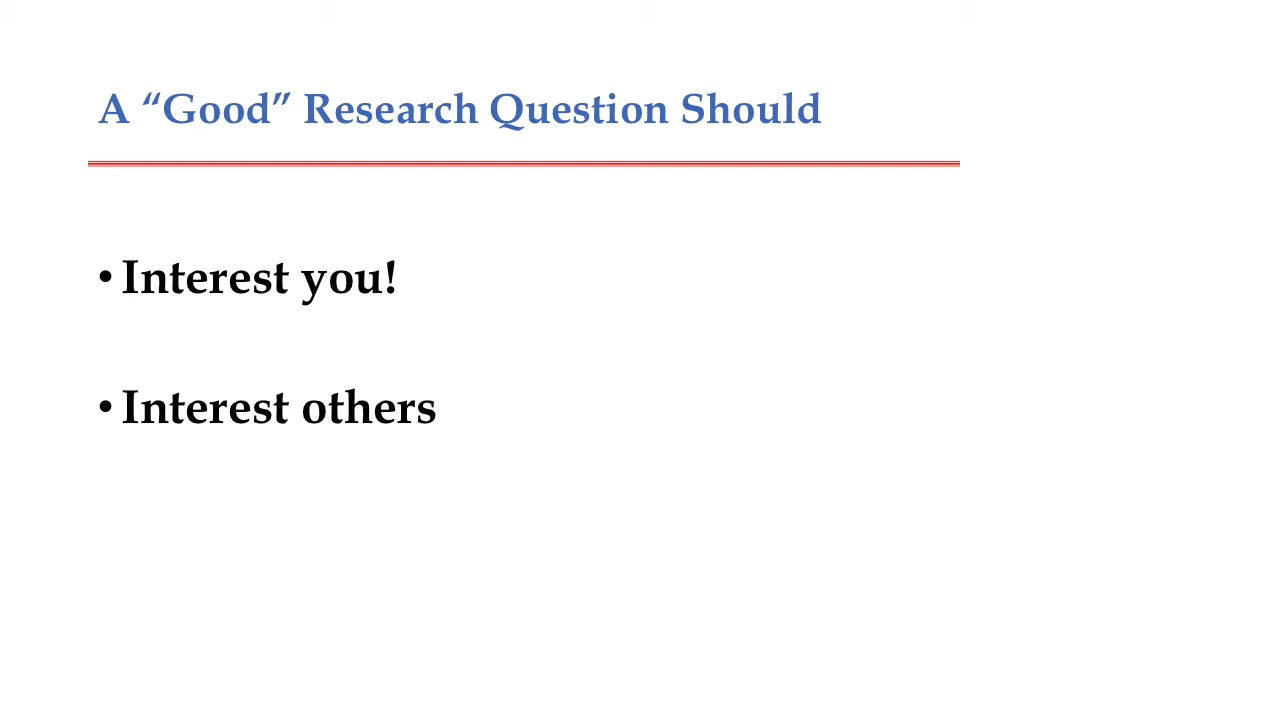 A “Good” Research Question Should
• Interest you!
• Interest others